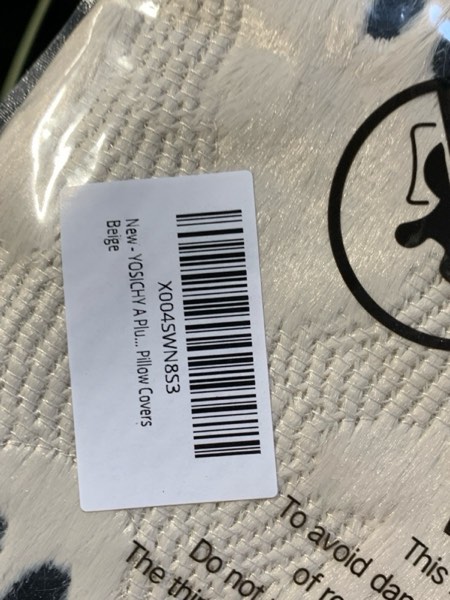 X004SWN8S3
New - YOSICHY A Plu... Pillow Covers
Beige
To avoid dan
of
Do not
The thi
This